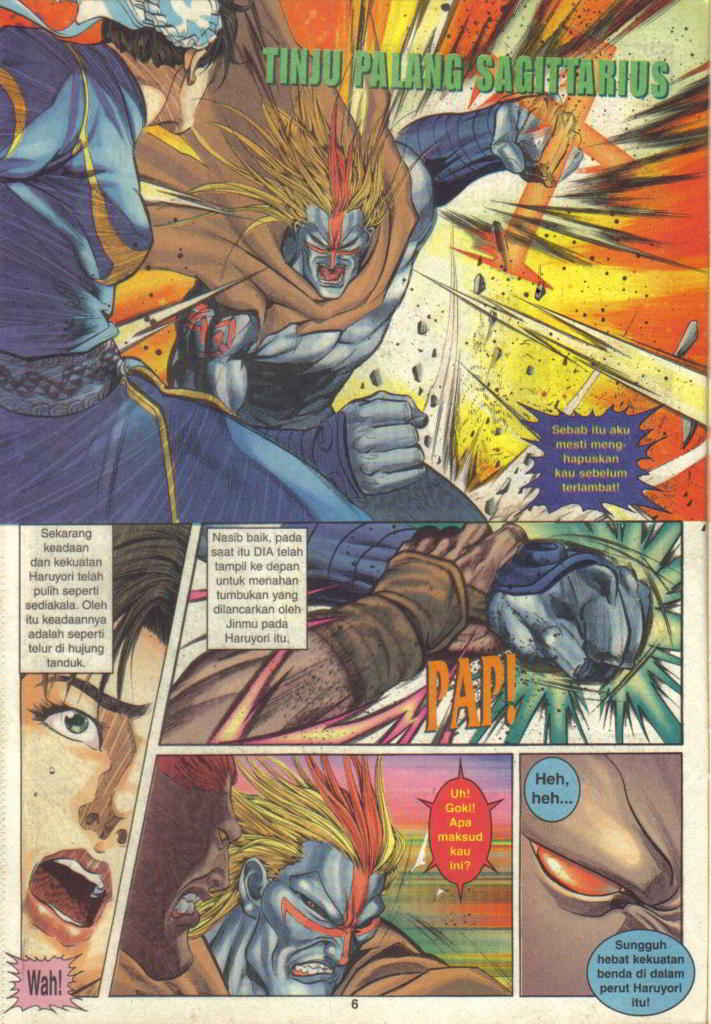 TINJU PALANG SAGITTARIUS
Sebab itu aku
mesti meng-
hapuskan
kau sebelum
terlambat!
Sekarang
keadaan
dan kekuatan
Haruyori telah
pulih seperti
sediakala. Oleh
itu keadaannya
adalah seperti
telur di hujung
tanduk.
Wah!
Nasib baik, pada
saat itu DIA telah
tampil ke depan
untuk menahan
tumbukan yang
dilancarkan oleh
Jinmu pada
Haruyori itu.
PAP!
Uh!
Goki!
Apa
maksud
kau
ini?
Heh,
heh...
Sungguh
hebat kekuatan
benda di dalam
perut Haruyori
itu!
6